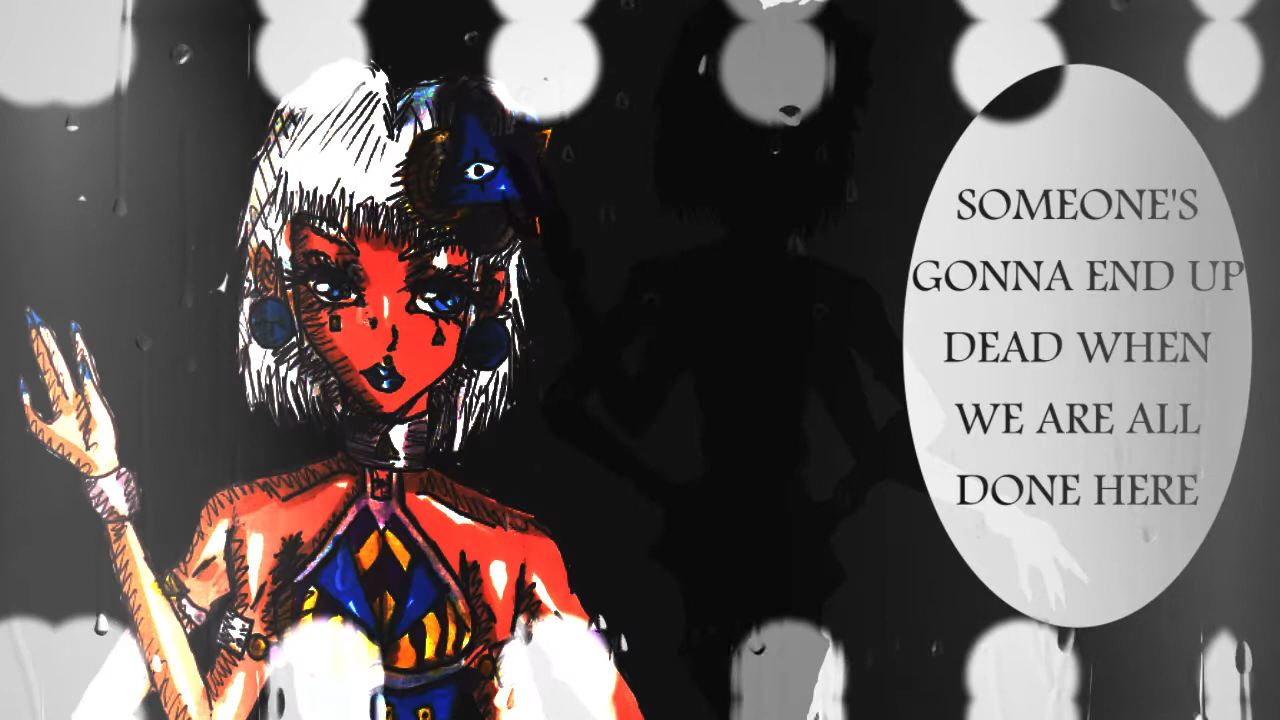 SOMEONE'S
GONNA END UP
DEAD WHEN
WE ARE ALL
DONE HERE